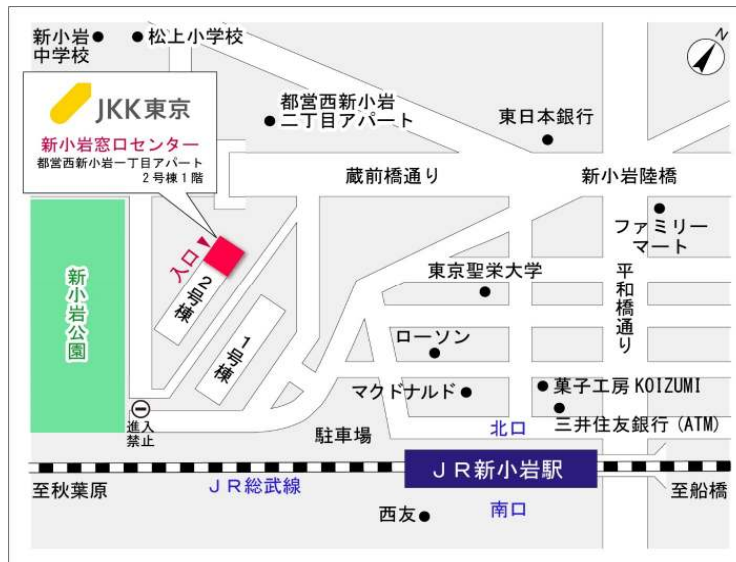 新小岩
中学校
松上小学校
N
JKK東京
新小岩窓口センター
都営西新小岩一丁目アパート
2号棟1階
都営西新小岩
二丁目アパート
東日本銀行
蔵前橋通り
新小岩陸橋
ファミリー
マート
入口
2号棟
1号棟
新小岩公園
東京聖栄大学
平和橋通り
ローソン
マクドナルド
菓子工房 KOIZUMI
三井住友銀行 (ATM)
進入
禁止
駐車場
北口
JR新小岩駅
至秋葉原
JR総武線
至船橋
西友
南口